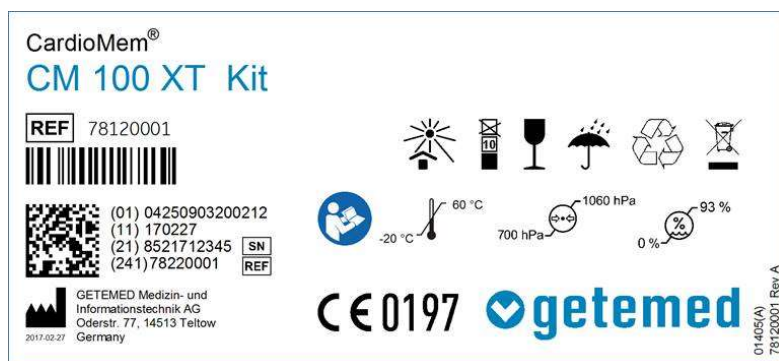 CardioMem®
CM 100 XT Kit
REF 78120001
(01) 04250903200212
(11) 170227
(21) 8521712345 SN
(241)78220001 REF
GETEMED Medizin- und
Informationstechnik AG
Oderstr. 77, 14513 Teltow
Germany
2017-02-27
10
-20 °C
60 °C
700 hPa
1060 hPa
0 %
%
93 %
CE 0197
getemed
01405(A)
78120001 Rev A